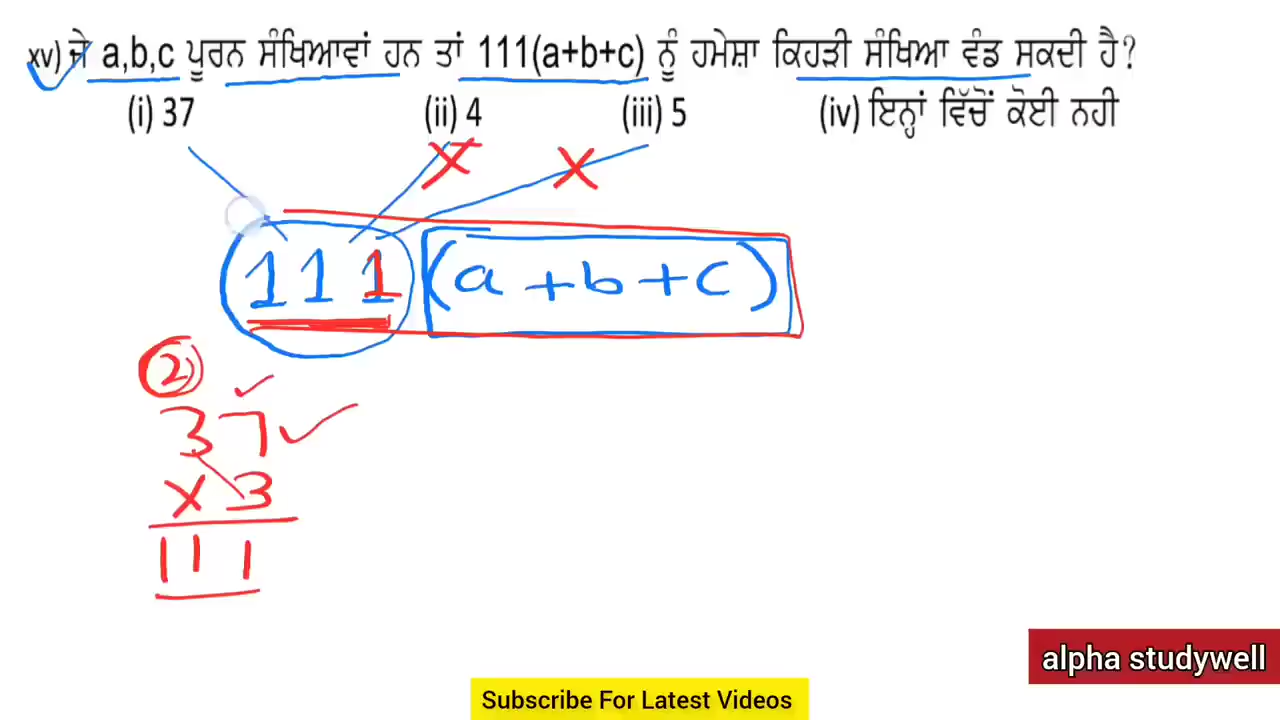 xv) ਜੇ a,b,c ਪੂਰਨ ਸੰਖਿਆਵਾਂ ਹਨ ਤਾਂ 111(a+b+c) ਨੂੰ ਹਮੇਸ਼ਾ ਕਿਹੜੀ ਸੰਖਿਆ ਵੰਡ ਸਕਦੀ ਹੈ?
(i) 37 (ii) 4 (iii) 5 (iv) ਇਨ੍ਹਾਂ ਵਿੱਚੋਂ ਕੋਈ ਨਹੀ
111 (a+b+c)
2
37
x 3
111
alpha studywell
Subscribe For Latest Videos